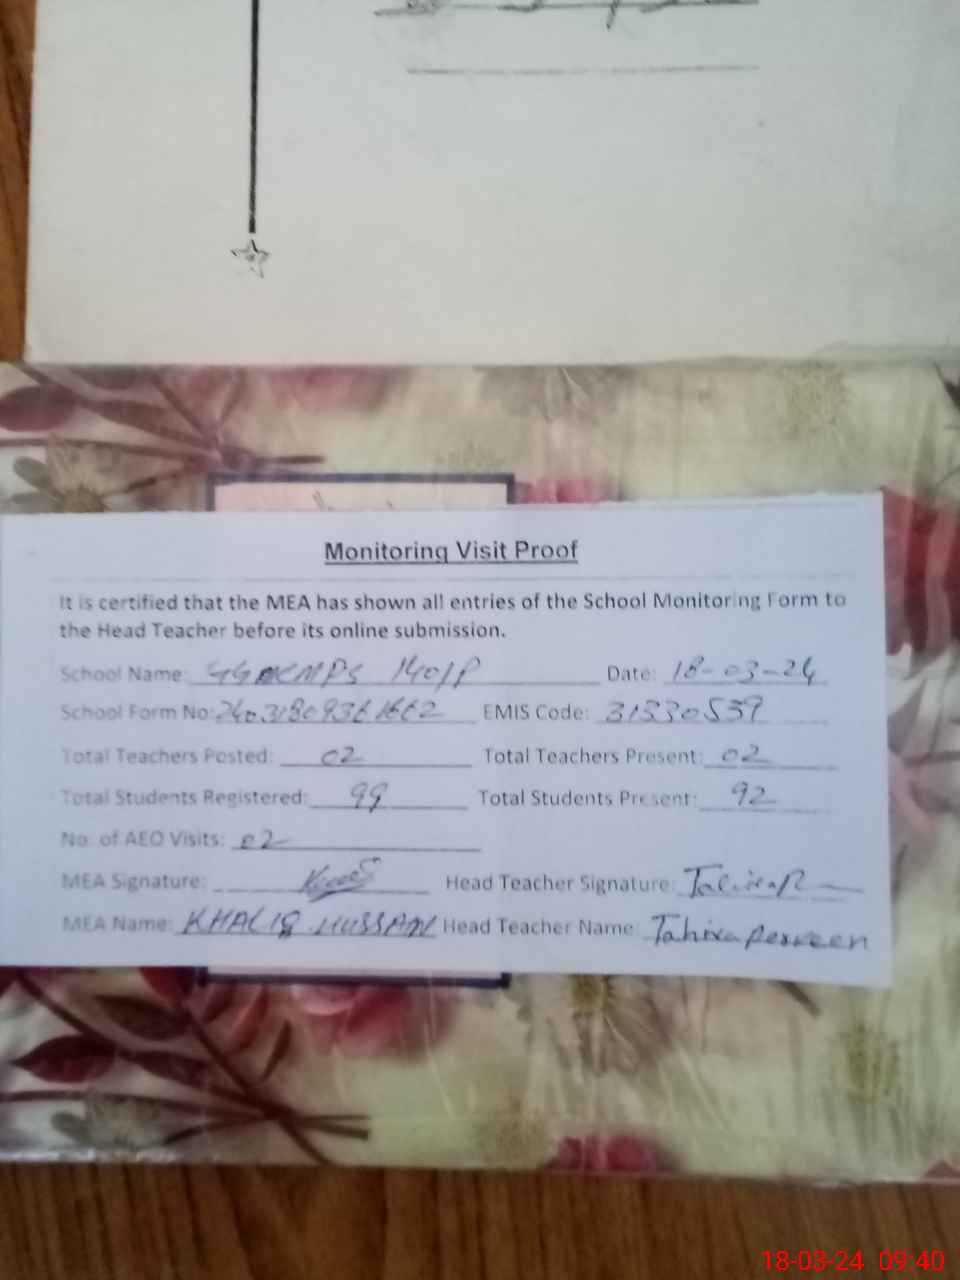 Monitoring Visit Proof
It is certified that the MEA has shown all entries of the School Monitoring Form to
the Head Teacher before its online submission.
School Name: 140/P Date: 18-03-24
School Form No: EMIS Code: 31330539
Total Teachers Posted: 02 Total Teachers Present: 02
Total Students Registered: 99 Total Students Present: 92
No. of AEO Visits: 02
MEA Signature: Head Teacher Signature:
MEA Name: KHALIQ HUSSAN Head Teacher Name: Tahira perveen
18-03-24 09:40